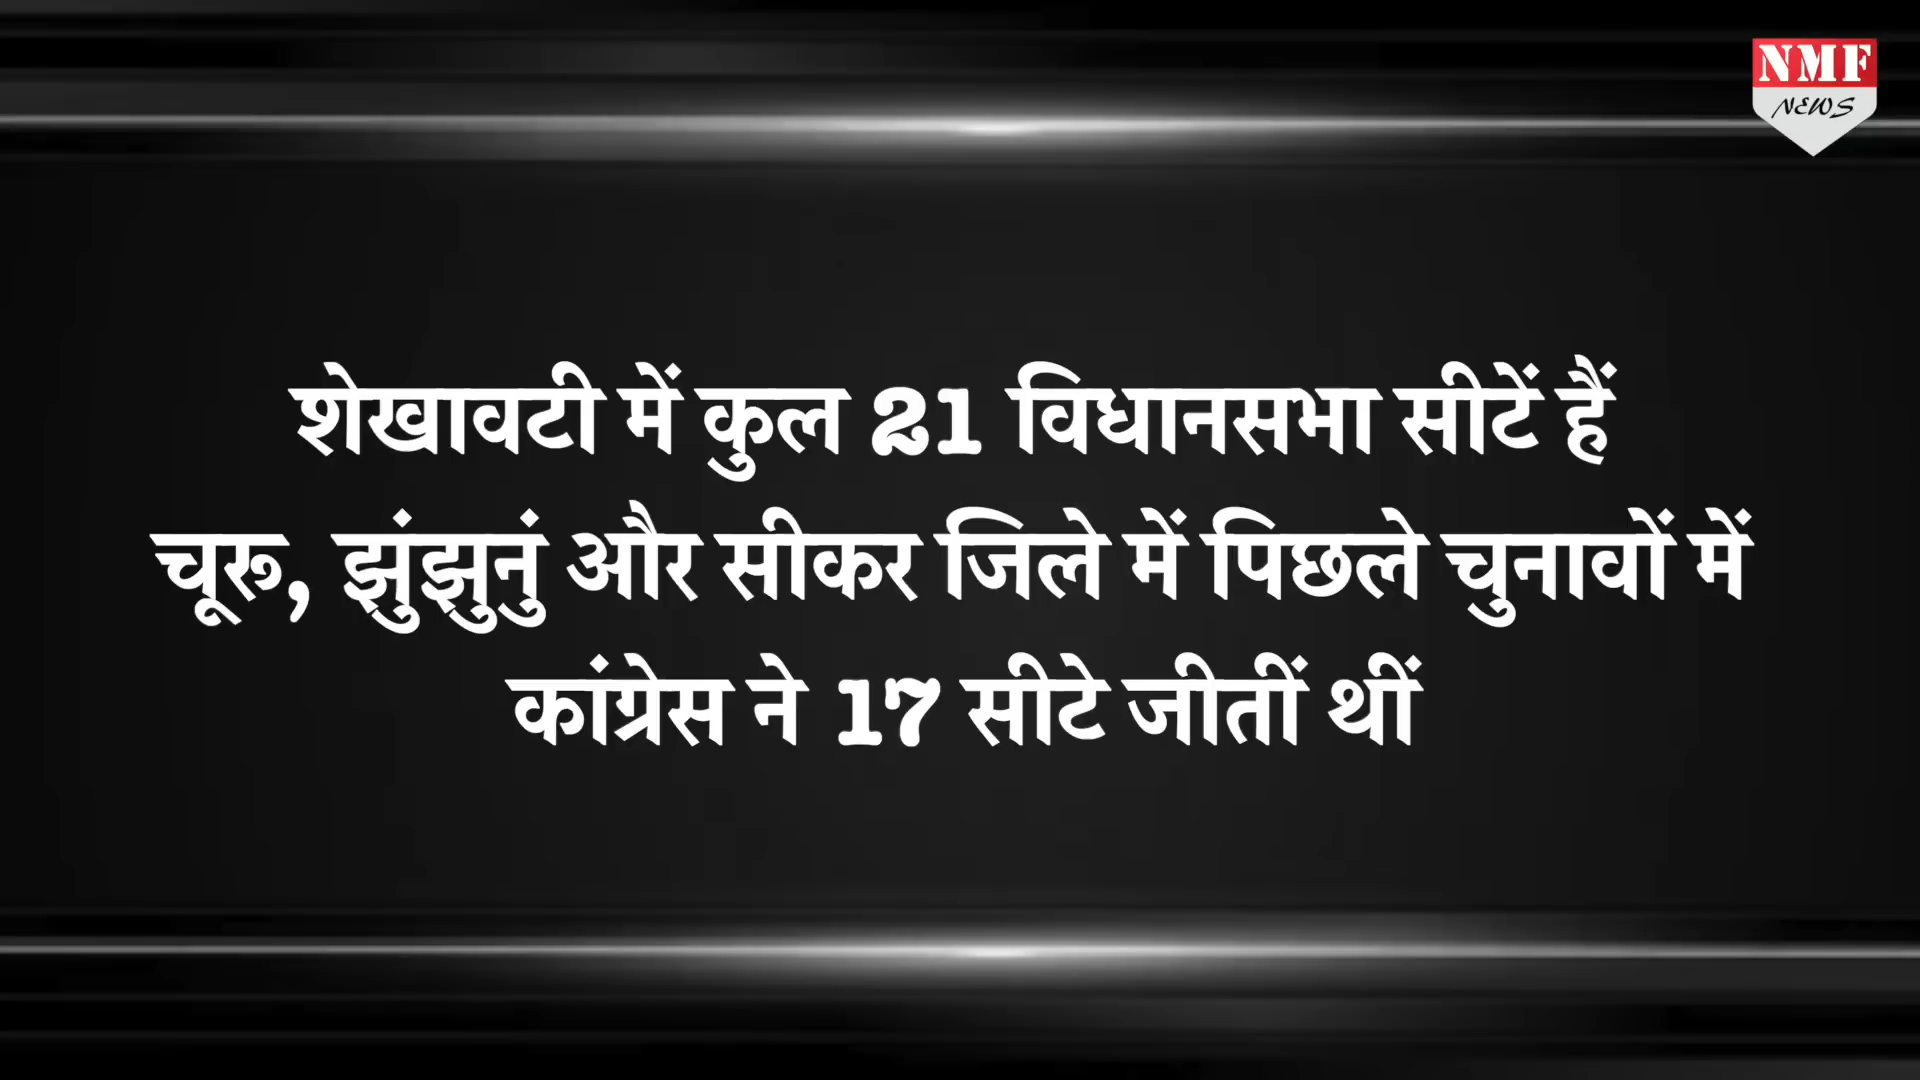 NMF
NEWS
शेखावटी में कुल 21 विधानसभा सीटें हैं
चूरू, झुंझुनुं और सीकर जिले में पिछले चुनावों में
कांग्रेस ने 17 सीटे जीतीं थीं